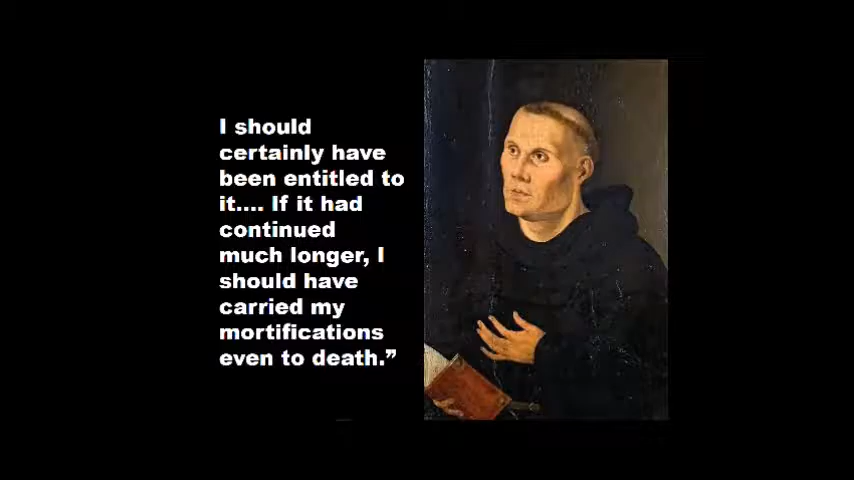 I should
certainly have
been entitled to
it.... If it had
continued
much longer, I
should have
carried my
mortifications
even to death.”